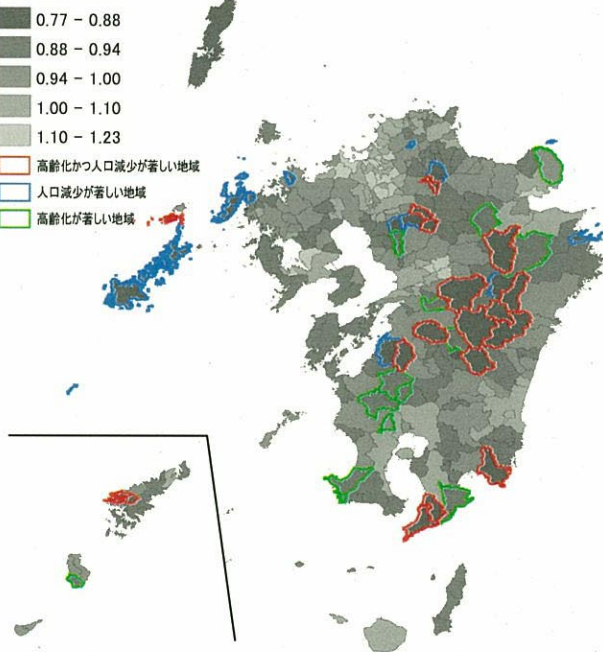 0.77 - 0.88
0.88 - 0.94
0.94 - 1.00
1.00 - 1.10
1.10 - 1.23
高齢化かつ人口減少が著しい地域
人口減少が著しい地域
高齢化が著しい地域